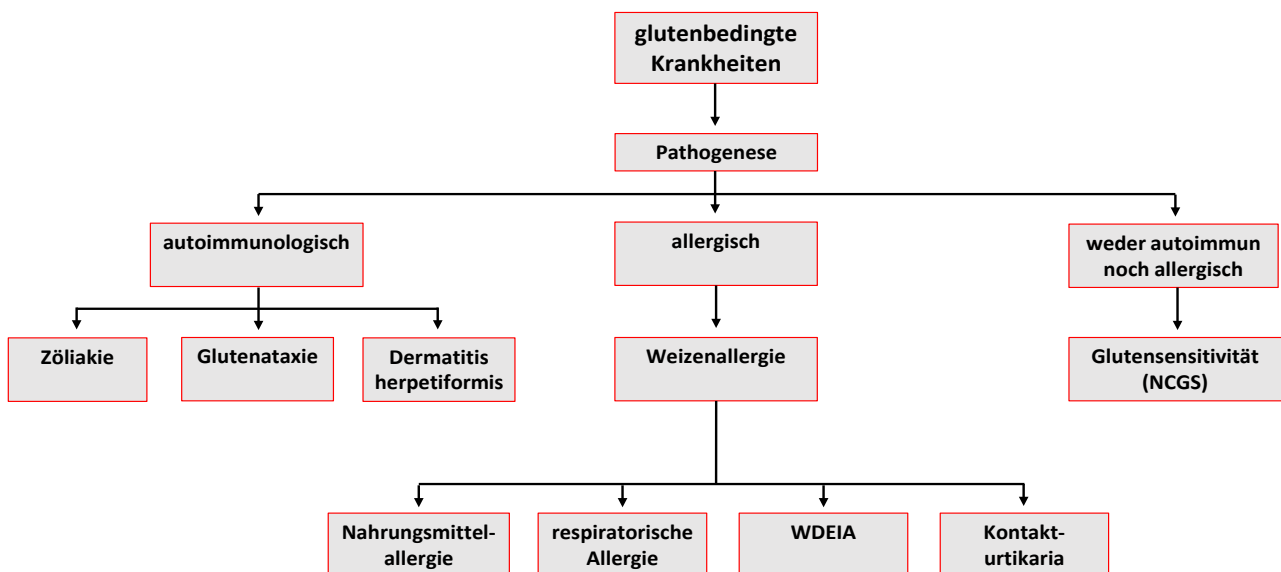 glutenbedingte
Krankheiten
Pathogenese
autoimmunologisch
allergisch
weder autoimmun
noch allergisch
Zöliakie
Glutenataxie
Dermatitis
herpetiformis
Weizenallergie
Glutensensitivität
(NCGS)
Nahrungsmittel-
allergie
respiratorische
Allergie
WDEIA
Kontakt-
urtikaria